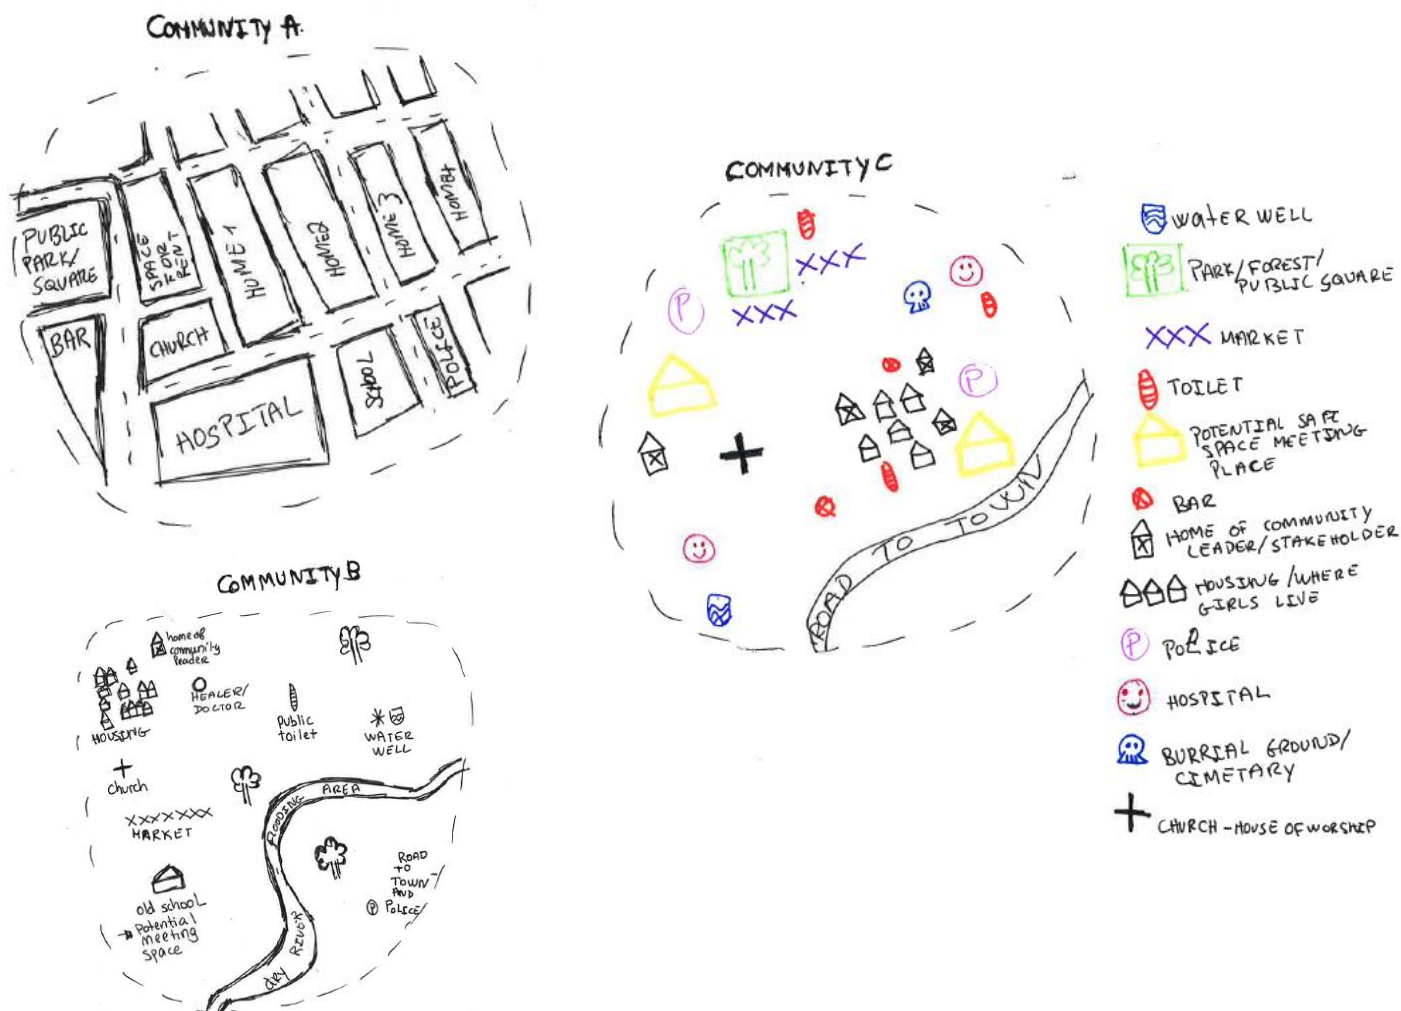 COMMUNITY A.
PUBLIC
PARK/
SQUARE
SPACE
FOR
RENT
HOME 1
HOME 2
HOME 3
HOME 4
BAR
CHURCH
HOSPITAL
SCHOOL
POLICE
COMMUNITY B
home of
community
leader
HOUSING
HEALER/
DOCTOR
Public
toilet
WATER
WELL
church
XXXXXXX
MARKET
FLOODING AREA
DRY RIVER
old school
Potential
meeting
space
ROAD
TO
TOWN
AND
P POLICE
COMMUNITY C
XXX
P
XXX
P
ROAD TO TOWN
WATER WELL
PARK/FOREST/
PUBLIC SQUARE
XXX MARKET
TOILET
POTENTIAL SAFE
SPACE MEETING
PLACE
BAR
HOME OF COMMUNITY
LEADER/STAKEHOLDER
HOUSING/WHERE
GIRLS LIVE
P POLICE
HOSPITAL
BURRIAL GROUND/
CIMETARY
CHURCH-HOUSE OF WORSHIP